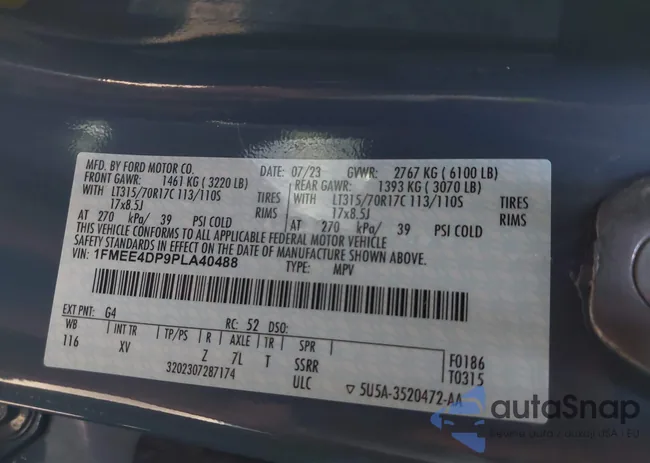 MFD. BY FORD MOTOR CO. DATE: 07/23 GVWR: 2767 KG ( 6100 LB)
FRONT GAWR: 1461 KG ( 3220 LB) REAR GAWR: 1393 KG ( 3070 LB)
WITH LT315/70R17C 113/110S TIRES WITH LT315/70R17C 113/110S TIRES
17x8.5J RIMS 17x8.5J RIMS
AT 270 kPa/ 39 PSI COLD AT 270 kPa/ 39 PSI COLD
THIS VEHICLE CONFORMS TO ALL APPLICABLE FEDERAL MOTOR VEHICLE
SAFETY STANDARDS IN EFFECT ON THE DATE OF MANUFACTURE SHOWN ABOVE.
VIN: 1FMEE4DP9PLA40488 TYPE: MPV
EXT PNT: G4 RC: 52 DSO:
WB INT TR TP/PS R AXLE TR SPR F0186
116 XV Z 7L T SSRR T0315
3202307287174 ULC ▽ 5U5A-3520472-AA
autoSnap